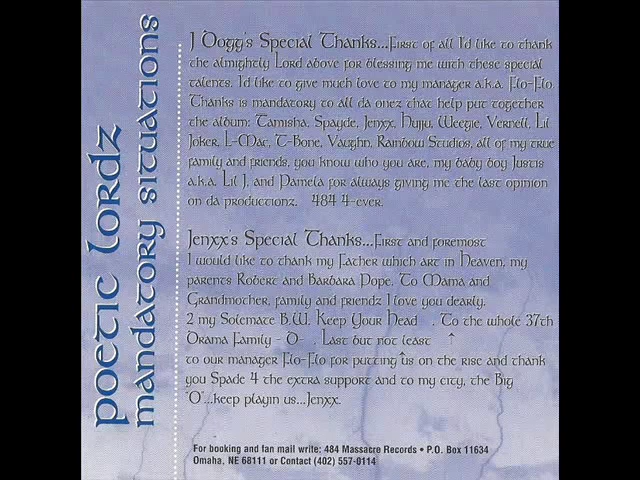 poetic lordz
mandatory situations
J Dogg's Special Thanks...First of all I'd like to thank
the almightly Lord above for blessing me with these special
talents. I'd like to give much love to my manager a.k.a. Flo-Flo.
Thanks is mandatory to all da onez that help put together
the album: Tamisha, Spayde, Jenxx, Hujju, Weegie, Vernell, Lil
Joker, L-Mac, T-Bone, Vaughn, Rainbow Studios, all of my true
family and friends, you know who you are, my baby boy Justis
a.k.a. Lil J, and Pamela for always giving me the last opinion
on da productionz. 484 4-ever.
Jenxx's Special Thanks...First and foremost
I would like to thank my Father which art in Heaven, my
parents Robert and Barbara Pope. To Mama and
Grandmother, family and friendz I love you dearly.
2 my Solemate B.W. Keep Your Head . To the whole 37th
Drama Family - O- . Last but not least ↑
to our manager Flo-Flo for putting us on the rise and thank
you Spade 4 the extra support and to my city, the Big
"O"...keep playin us...Jenxx.
For booking and fan mail write: 484 Massacre Records • P.O. Box 11634
Omaha, NE 68111 or Contact (402) 557-0114